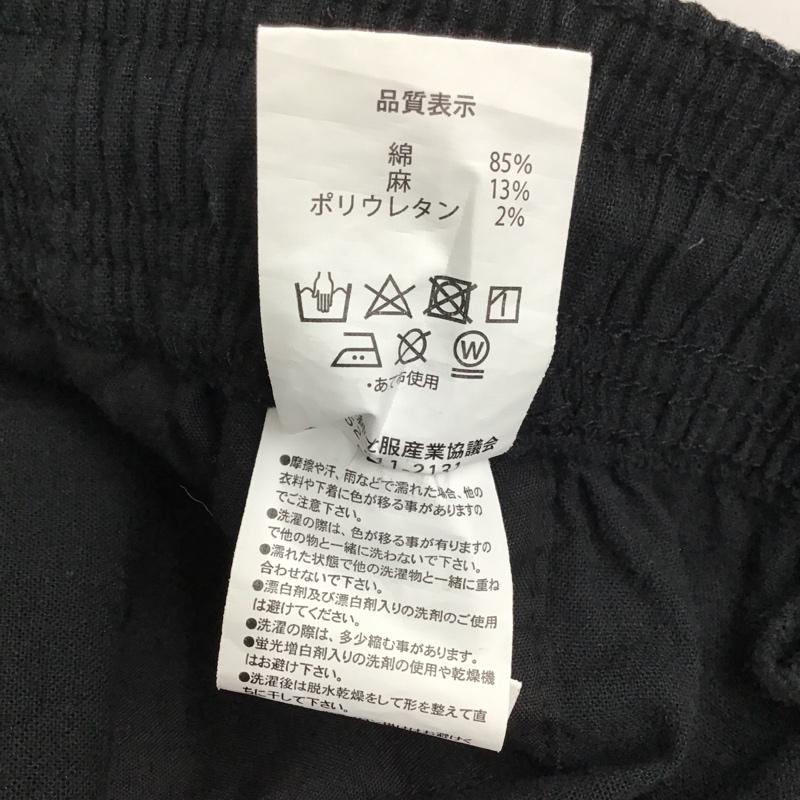 品質表示
綿 85%
麻 13%
ポリウレタン 2%
W
・あて布使用
服産業協議会
1-2131
●摩擦や汗、雨などで濡れた場合、他の
衣料や下着に色が移る事がありますの
でご注意下さい。
●洗濯の際は、色が移る事が有りますの
で他の物と一緒に洗わないで下さい。
●濡れた状態で他の洗濯物と一緒に重ね
合わせないで下さい。
●漂白剤及び漂白剤入りの洗剤のご使用
は避けてください。
●洗濯の際は、多少縮む事があります。
●蛍光増白剤入りの洗剤の使用や乾燥機
はお避け下さい。
●洗濯後は脱水乾燥をして形を整えて直
ちに干して下さい。